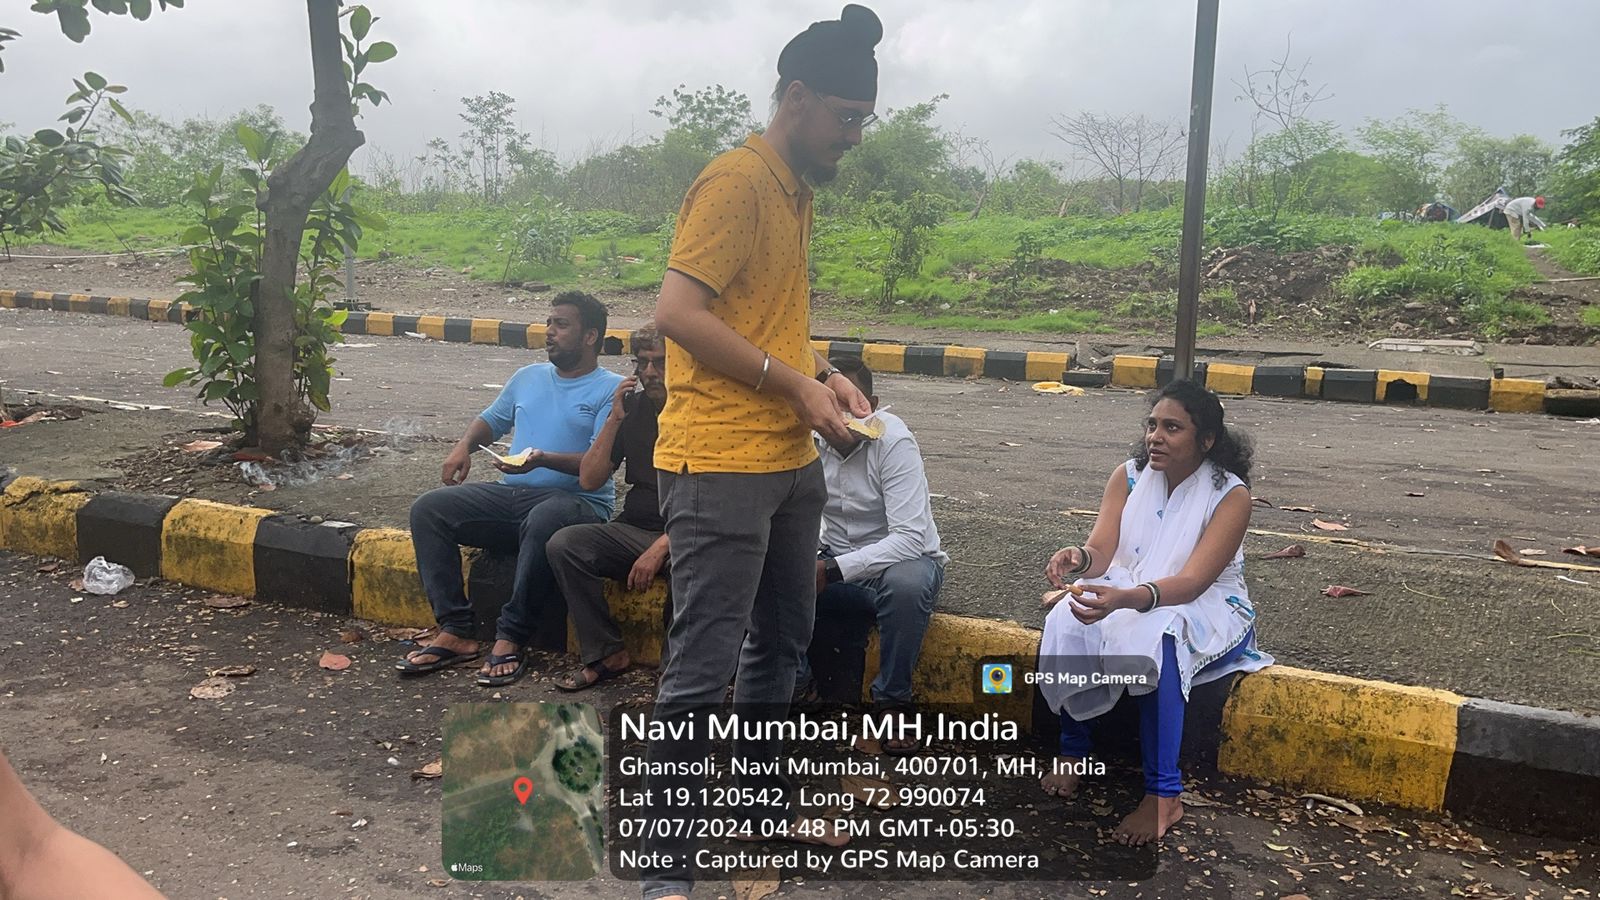 GPS Map Camera
Navi Mumbai,MH,India
Ghansoli, Navi Mumbai, 400701, MH, India
Lat 19.120542, Long 72.990074
07/07/2024 04:48 PM GMT+05:30
Note : Captured by GPS Map Camera
Maps